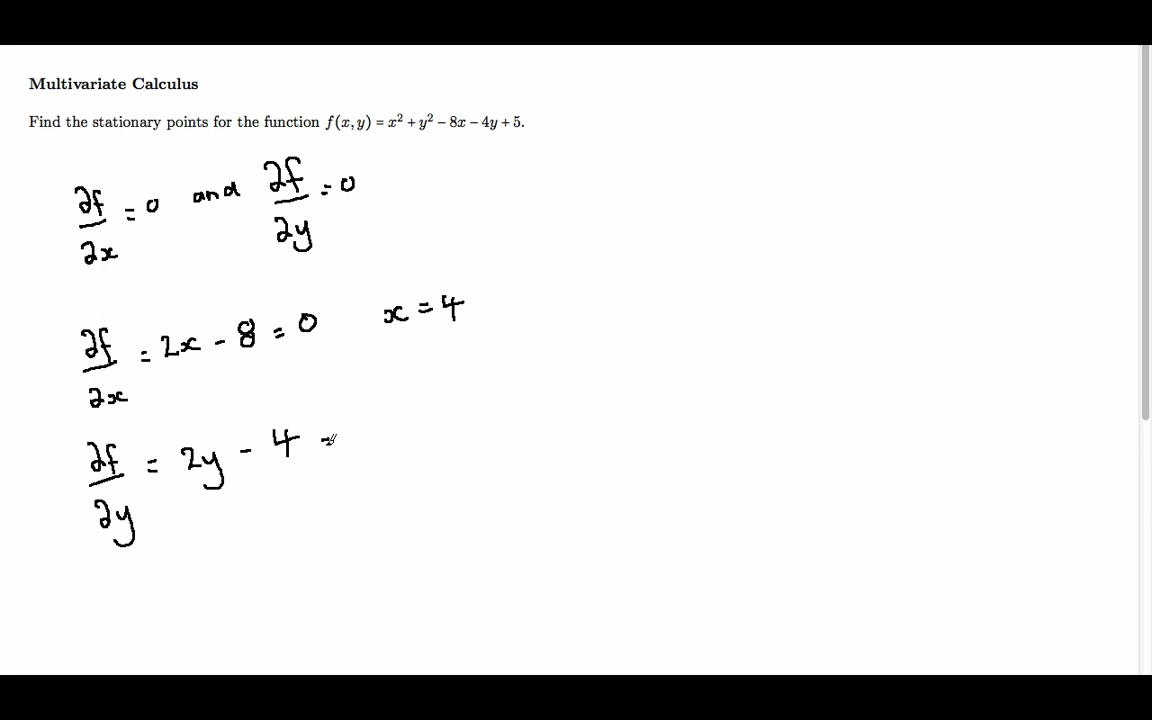 Multivariate Calculus
Find the stationary points for the function f(x, y) = x² + y² − 8x − 4y + 5.
∂f/∂x = 0 and ∂f/∂y = 0
∂f/∂x = 2x - 8 = 0 x = 4
∂f/∂y = 2y - 4 =